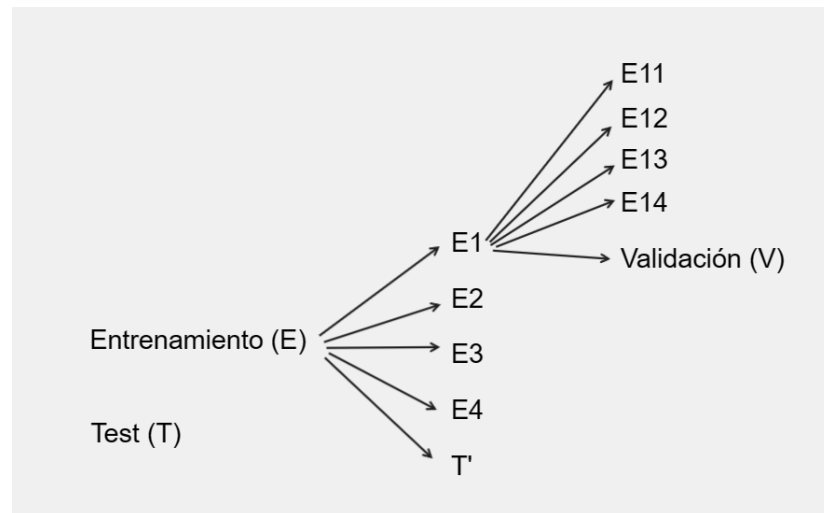 E11
E12
E13
E14
E1
Validación (V)
E2
Entrenamiento (E)
E3
E4
Test (T)
T'